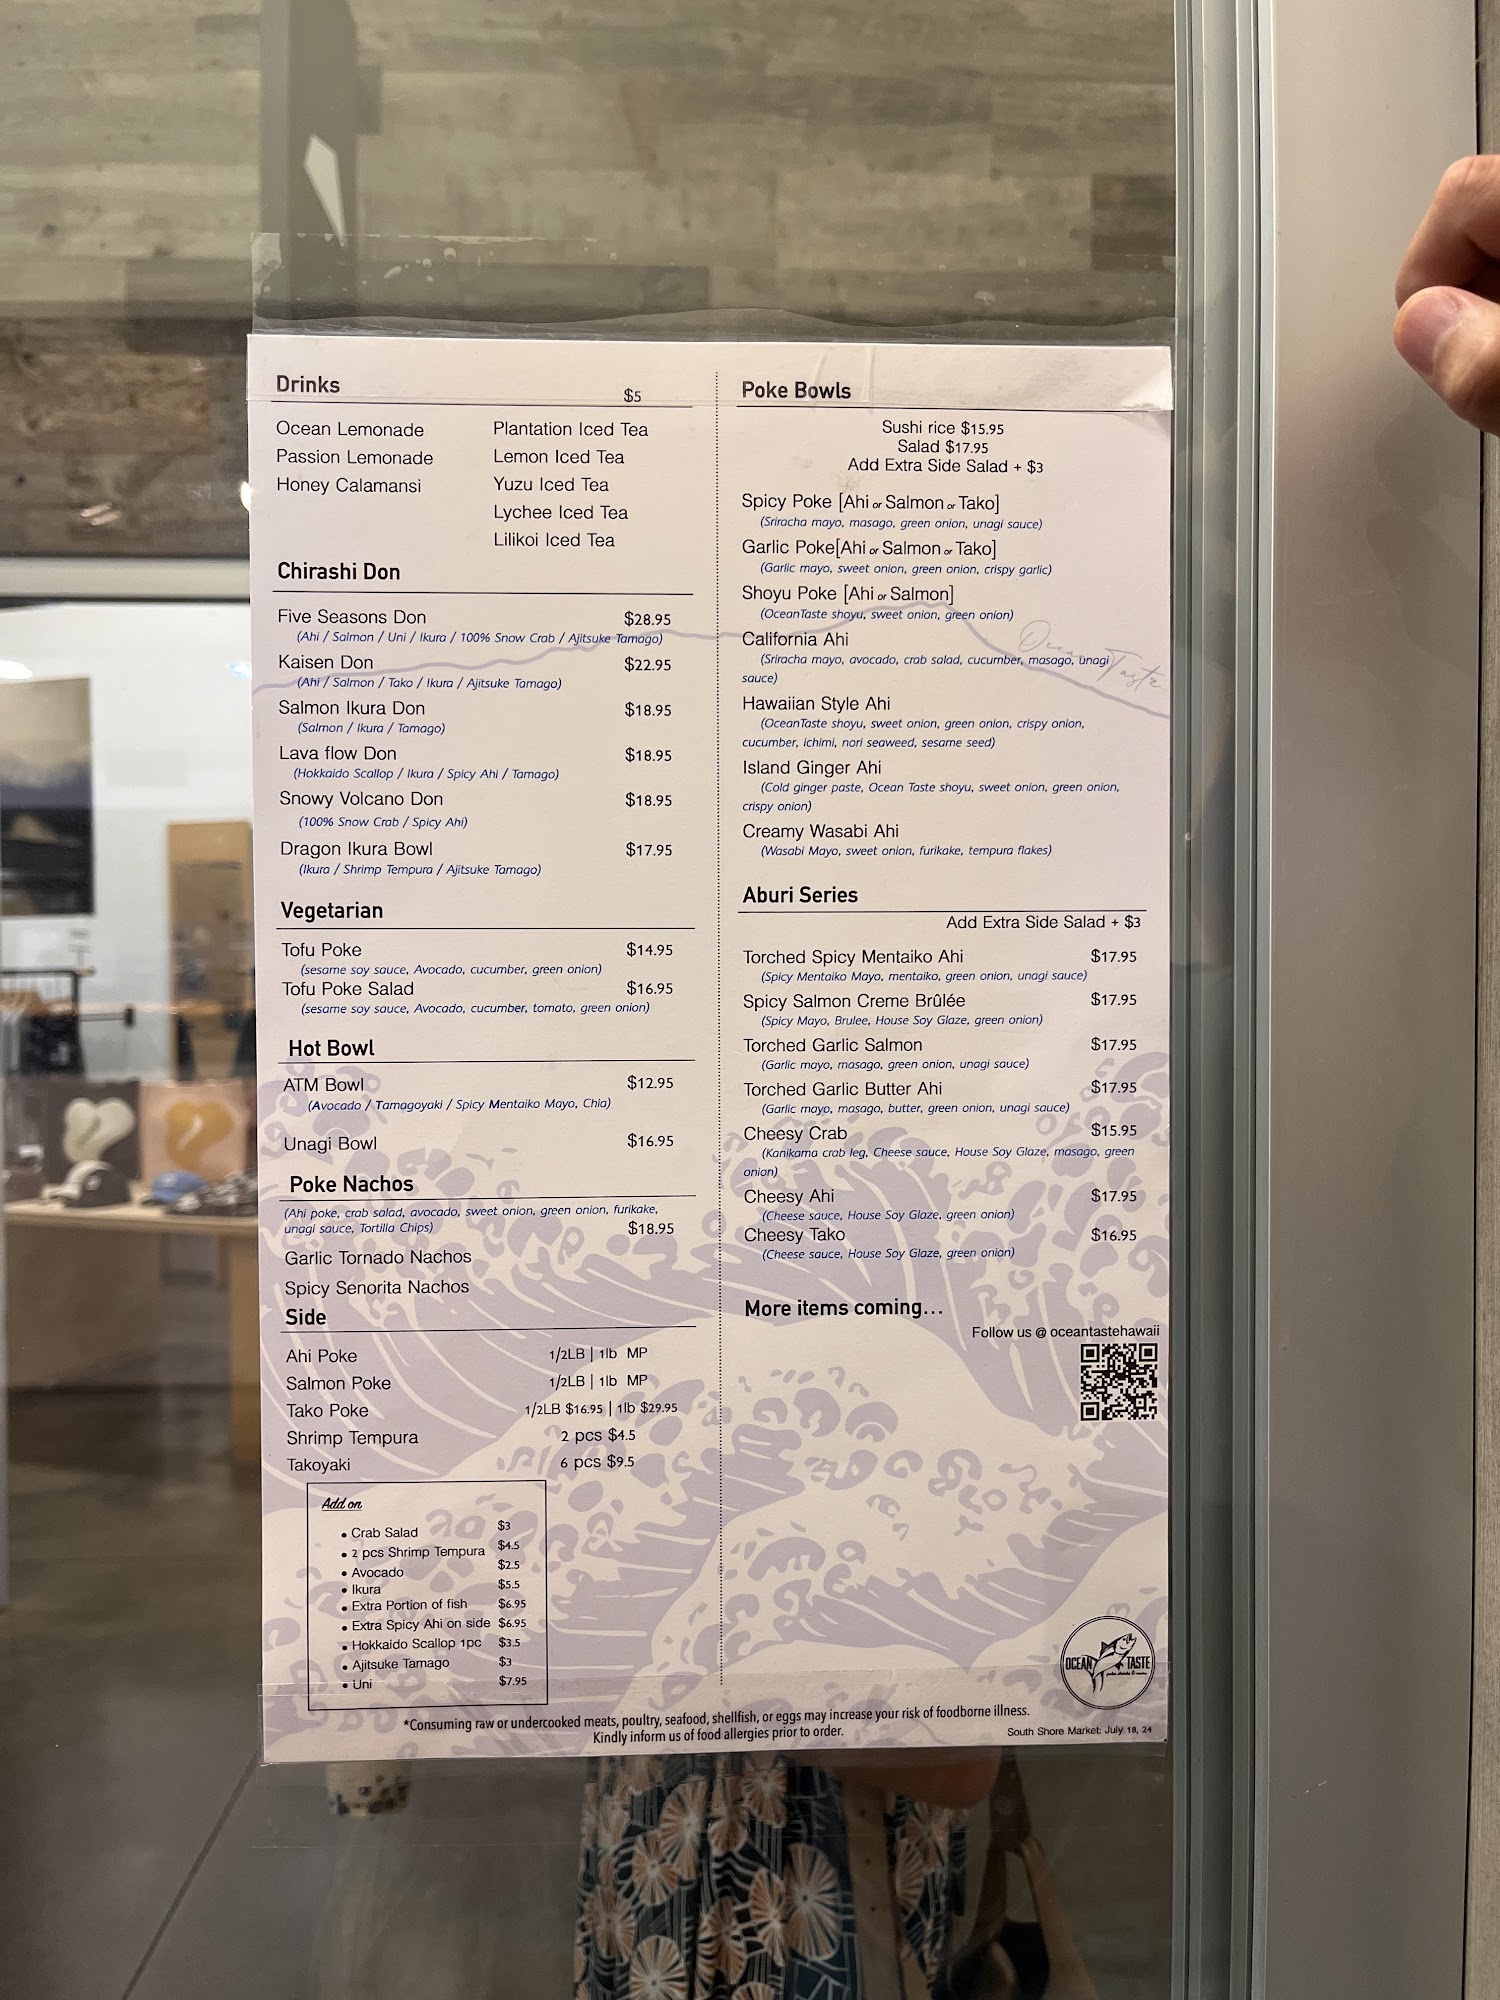 Drinks
$5
Ocean Lemonade
Passion Lemonade
Honey Calamansi
Plantation Iced Tea
Lemon Iced Tea
Yuzu Iced Tea
Lychee Iced Tea
Lilikoi Iced Tea
Chirashi Don
Five Seasons Don $28.95
(Ahi / Salmon / Uni / Ikura / 100% Snow Crab / Ajitsuke Tamago)
Kaisen Don $22.95
(Ahi / Salmon / Tako / Ikura / Ajitsuke Tamago)
Salmon Ikura Don $18.95
(Salmon / Ikura / Tamago)
Lava flow Don $18.95
(Hokkaido Scallop / Ikura / Spicy Ahi / Tamago)
Snowy Volcano Don $18.95
(100% Snow Crab / Spicy Ahi)
Dragon Ikura Bowl $17.95
(Ikura / Shrimp Tempura / Ajitsuke Tamago)
Vegetarian
Tofu Poke $14.95
(sesame soy sauce, Avocado, cucumber, green onion)
Tofu Poke Salad $16.95
(sesame soy sauce, Avocado, cucumber, tomato, green onion)
Hot Bowl
ATM Bowl $12.95
(Avocado / Tamagoyaki / Spicy Mentaiko Mayo, Chia)
Unagi Bowl $16.95
Poke Nachos
(Ahi poke, crab salad, avocado, sweet onion, green onion, furikake,
unagi sauce, Tortilla Chips) $18.95
Garlic Tornado Nachos
Spicy Senorita Nachos
Side
Ahi Poke 1/2LB | 1lb MP
Salmon Poke 1/2LB | 1lb MP
Tako Poke 1/2LB $16.95 | 1lb $29.95
Shrimp Tempura 2 pcs $4.5
Takoyaki 6 pcs $9.5
Add on
• Crab Salad $3
• 2 pcs Shrimp Tempura $4.5
• Avocado $2.5
• Ikura $5.5
• Extra Portion of fish $6.95
• Extra Spicy Ahi on side $6.95
• Hokkaido Scallop 1pc $3.5
• Ajitsuke Tamago $3
• Uni $7.95
Poke Bowls
Sushi rice $15.95
Salad $17.95
Add Extra Side Salad + $3
Spicy Poke [Ahi or Salmon or Tako]
(Sriracha mayo, masago, green onion, unagi sauce)
Garlic Poke[Ahi or Salmon or Tako]
(Garlic mayo, sweet onion, green onion, crispy garlic)
Shoyu Poke [Ahi or Salmon]
(OceanTaste shoyu, sweet onion, green onion)
Ocean Taste
California Ahi
(Sriracha mayo, avocado, crab salad, cucumber, masago, unagi
sauce)
Hawaiian Style Ahi
(OceanTaste shoyu, sweet onion, green onion, crispy onion,
cucumber, ichimi, nori seaweed, sesame seed)
Island Ginger Ahi
(Cold ginger paste, Ocean Taste shoyu, sweet onion, green onion,
crispy onion)
Creamy Wasabi Ahi
(Wasabi Mayo, sweet onion, furikake, tempura flakes)
Aburi Series
Add Extra Side Salad + $3
Torched Spicy Mentaiko Ahi $17.95
(Spicy Mentaiko Mayo, mentaiko, green onion, unagi sauce)
Spicy Salmon Creme Brûlée $17.95
(Spicy Mayo, Brulee, House Soy Glaze, green onion)
Torched Garlic Salmon $17.95
(Garlic mayo, masago, green onion, unagi sauce)
Torched Garlic Butter Ahi $17.95
(Garlic mayo, masago, butter, green onion, unagi sauce)
Cheesy Crab $15.95
(Kanikama crab leg, Cheese sauce, House Soy Glaze, masago, green
onion)
Cheesy Ahi $17.95
(Cheese sauce, House Soy Glaze, green onion)
Cheesy Tako $16.95
(Cheese sauce, House Soy Glaze, green onion)
More items coming...
Follow us @ oceantastehawaii
OCEAN TASTE
*Consuming raw or undercooked meats, poultry, seafood, shellfish, or eggs may increase your risk of foodborne illness.
Kindly inform us of food allergies prior to order.
South Shore Market: July 18, 24